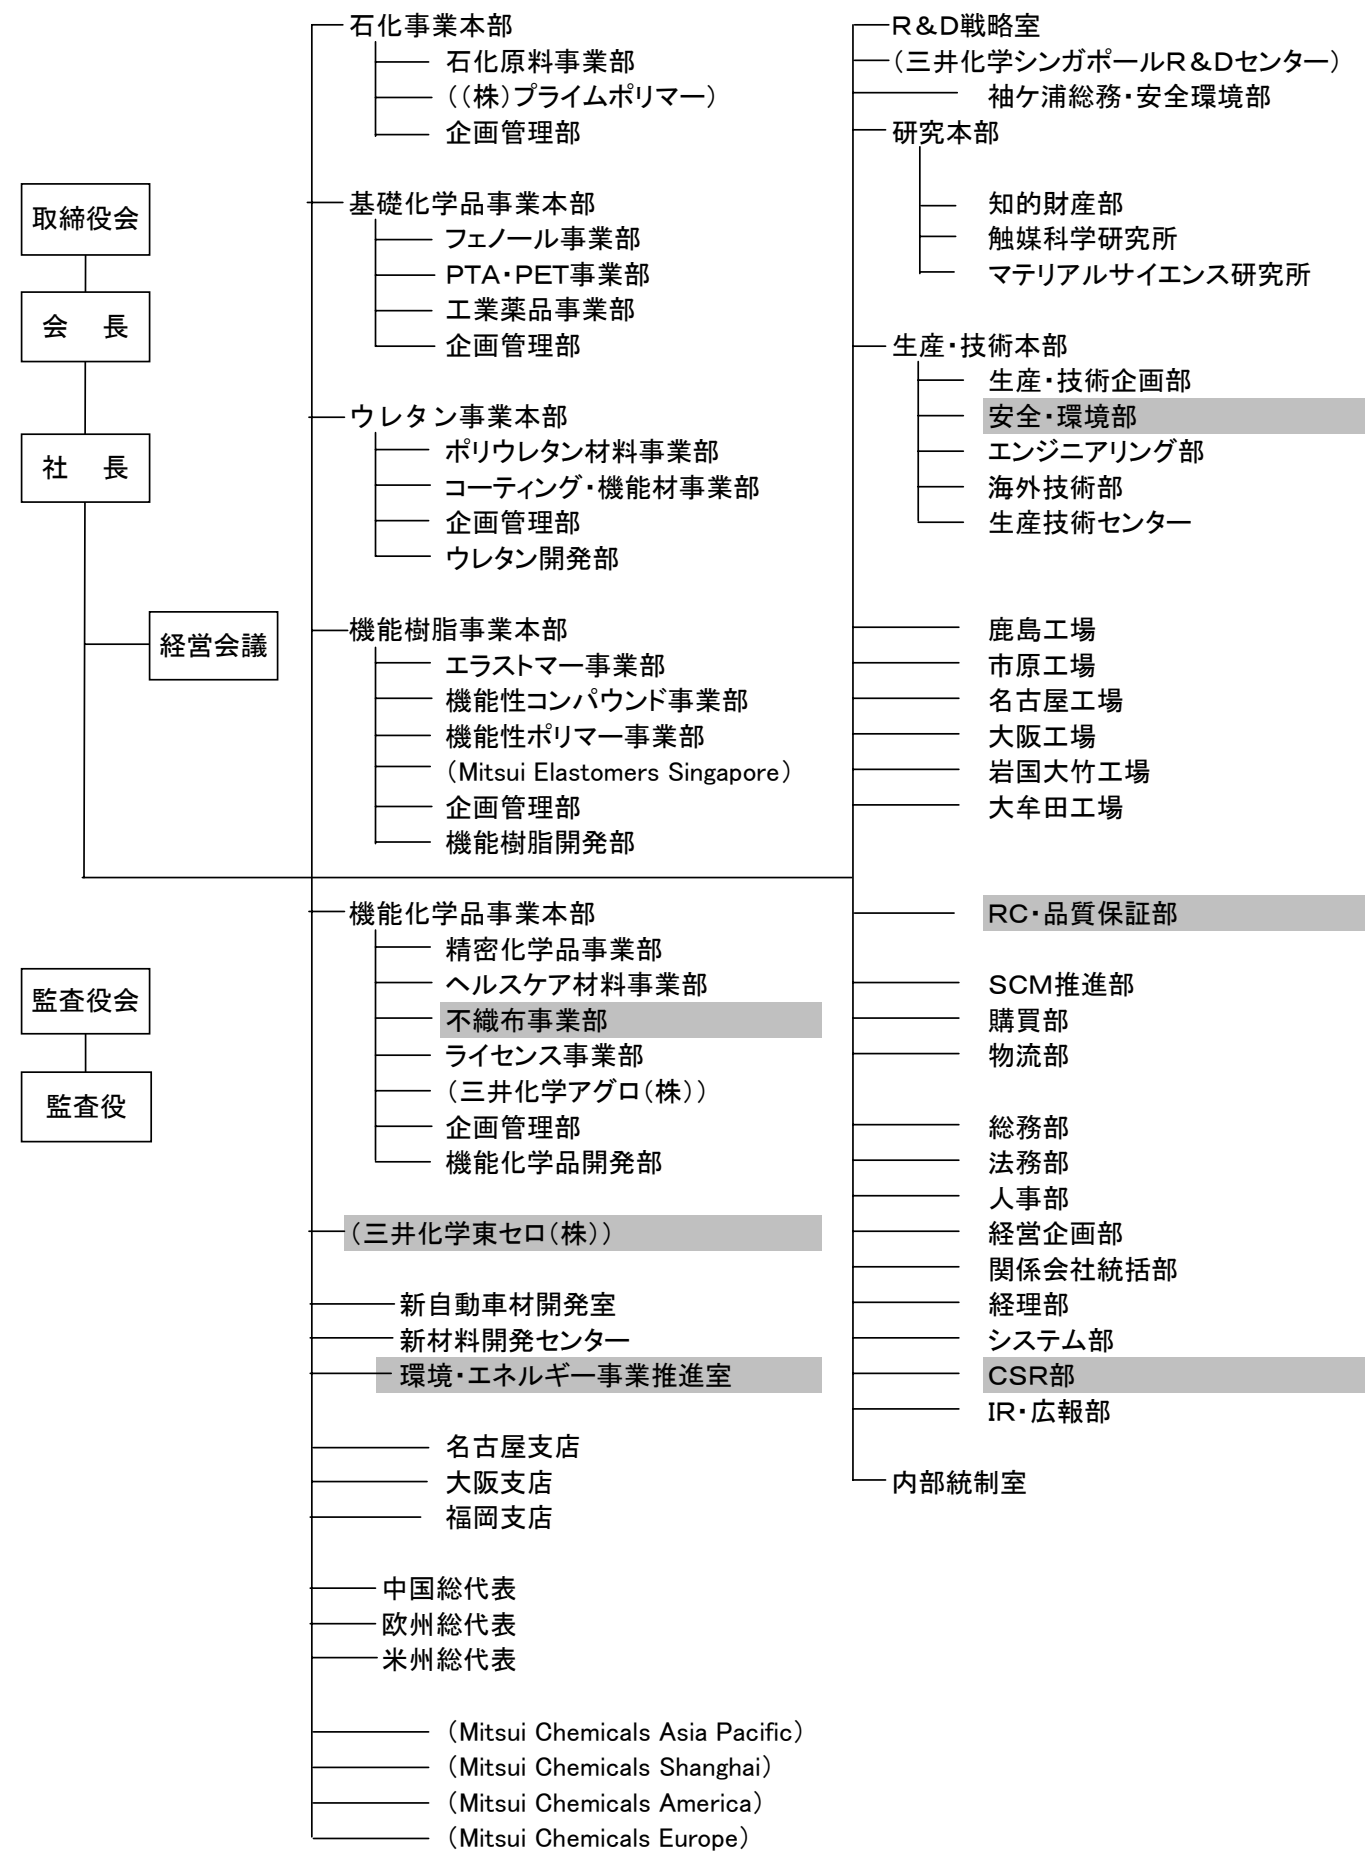 取締役会
会　長
社　長
経営会議
監査役会
監査役
石化事業本部
石化原料事業部
（（株）プライムポリマー）
企画管理部
基礎化学品事業本部
フェノール事業部
PTA・PET事業部
工業薬品事業部
企画管理部
ウレタン事業本部
ポリウレタン材料事業部
コーティング・機能材事業部
企画管理部
ウレタン開発部
機能樹脂事業本部
エラストマー事業部
機能性コンパウンド事業部
機能性ポリマー事業部
（Mitsui Elastomers Singapore）
企画管理部
機能樹脂開発部
機能化学品事業本部
精密化学品事業部
ヘルスケア材料事業部
不織布事業部
ライセンス事業部
（三井化学アグロ（株））
企画管理部
機能化学品開発部
（三井化学東セロ（株））
新自動車材開発室
新材料開発センター
環境・エネルギー事業推進室
名古屋支店
大阪支店
福岡支店
中国総代表
欧州総代表
米州総代表
（Mitsui Chemicals Asia Pacific）
（Mitsui Chemicals Shanghai）
（Mitsui Chemicals America）
（Mitsui Chemicals Europe）
R＆D戦略室
（三井化学シンガポールR＆Dセンター）
袖ケ浦総務・安全環境部
研究本部
知的財産部
触媒科学研究所
マテリアルサイエンス研究所
生産・技術本部
生産・技術企画部
安全・環境部
エンジニアリング部
海外技術部
生産技術センター
鹿島工場
市原工場
名古屋工場
大阪工場
岩国大竹工場
大牟田工場
RC・品質保証部
SCM推進部
購買部
物流部
総務部
法務部
人事部
経営企画部
関係会社統括部
経理部
システム部
CSR部
IR・広報部
内部統制室